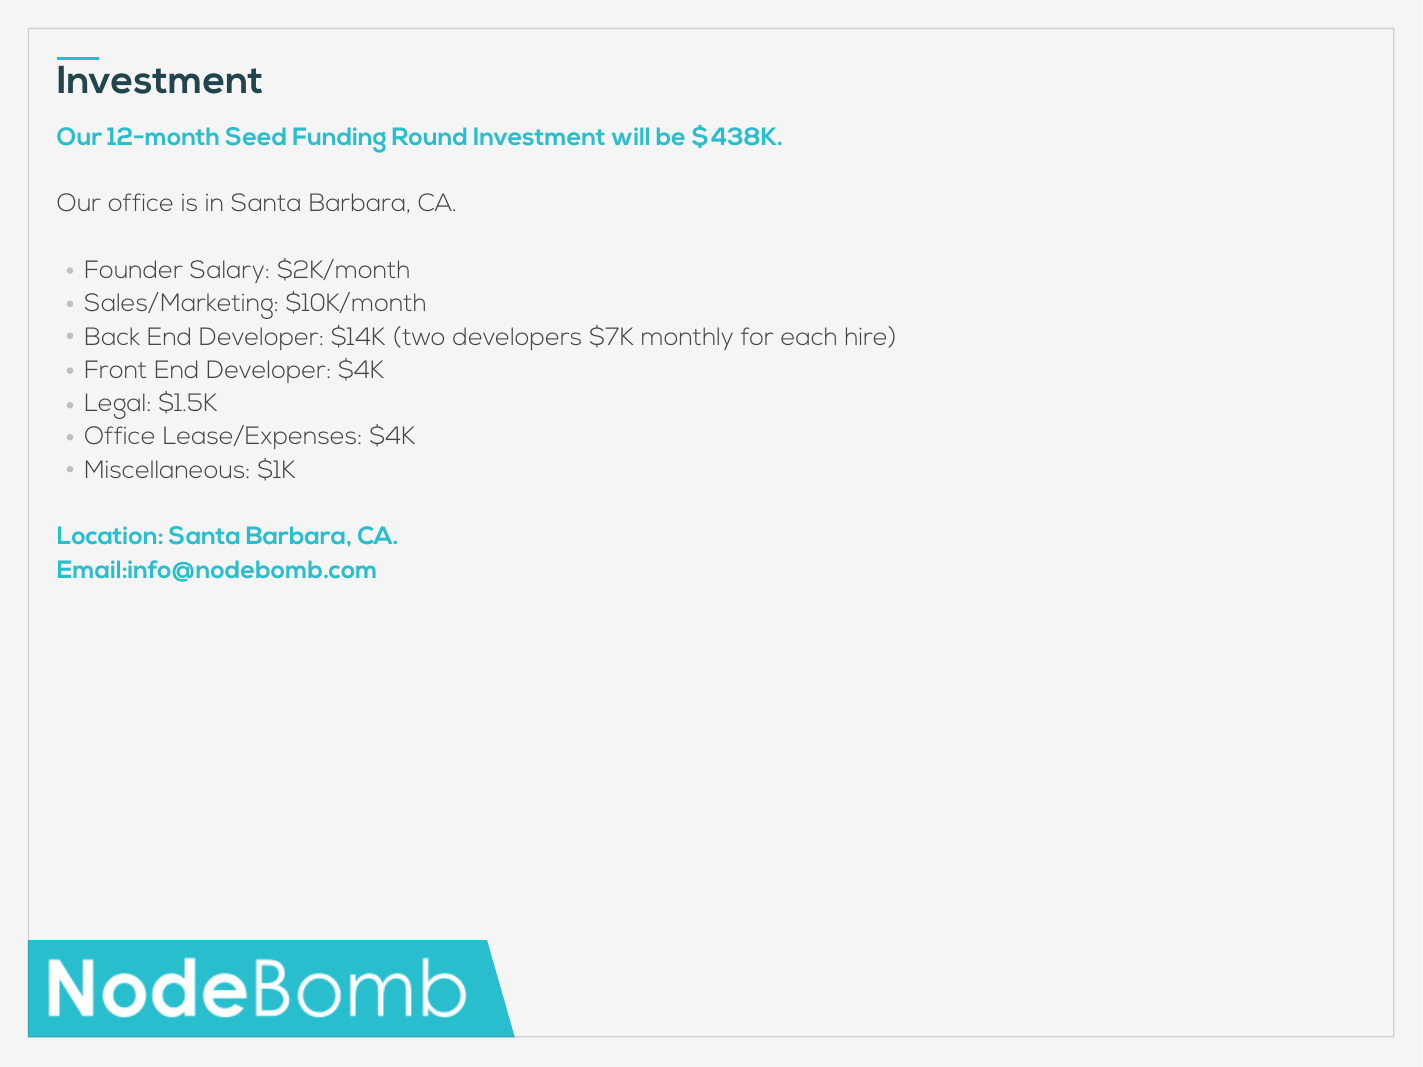 Investment
Our 12-month Seed Funding Round Investment will be $438K.
Our office is in Santa Barbara, CA.
• Founder Salary: $2K/month
• Sales/Marketing: $10K/month
• Back End Developer: $14K (two developers $7K monthly for each hire)
• Front End Developer: $4K
• Legal: $1.5K
• Office Lease/Expenses: $4K
• Miscellaneous: $1K
Location: Santa Barbara, CA.
Email:info@nodebomb.com
NodeBomb